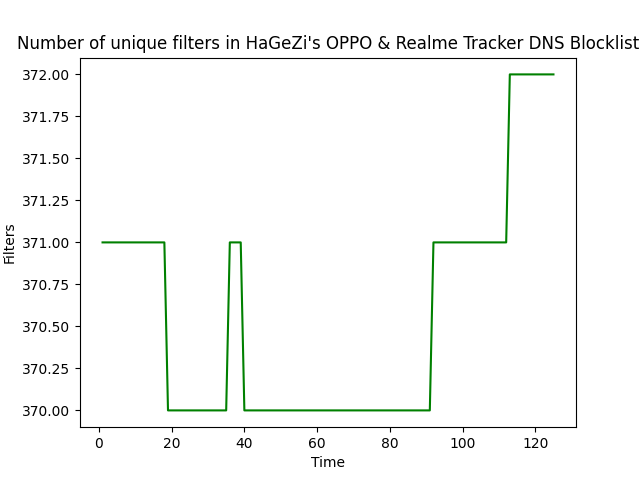 Number of unique filters in HaGeZi's OPPO & Realme Tracker DNS Blocklist
372.00
371.75
371.50
371.25
371.00
370.75
370.50
370.25
370.00
Filters
0 20 40 60 80 100 120
Time